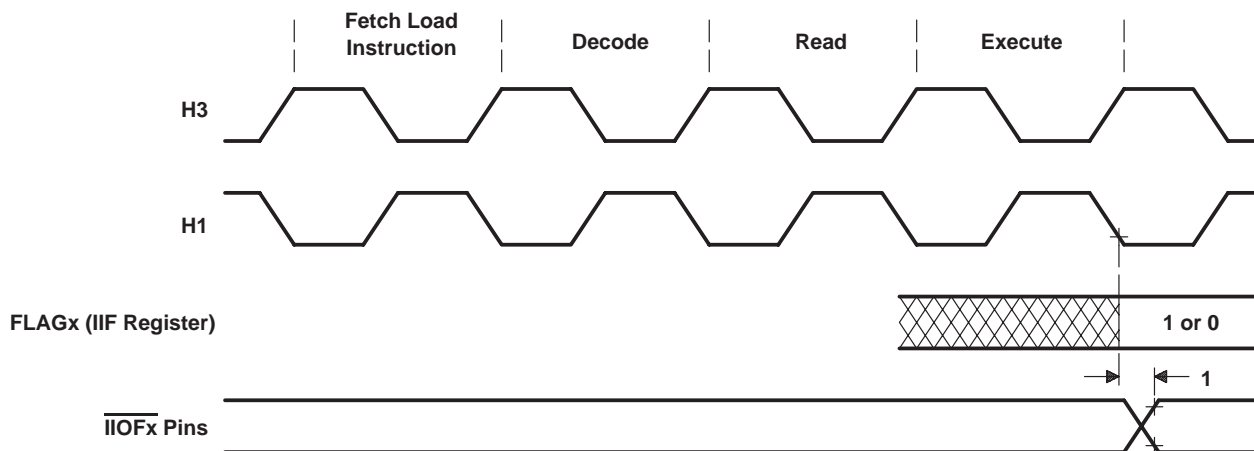 Fetch Load
Instruction
Decode
Read
Execute
H3
H1
FLAGx (IIF Register)
1 or 0
1
IIOFx Pins